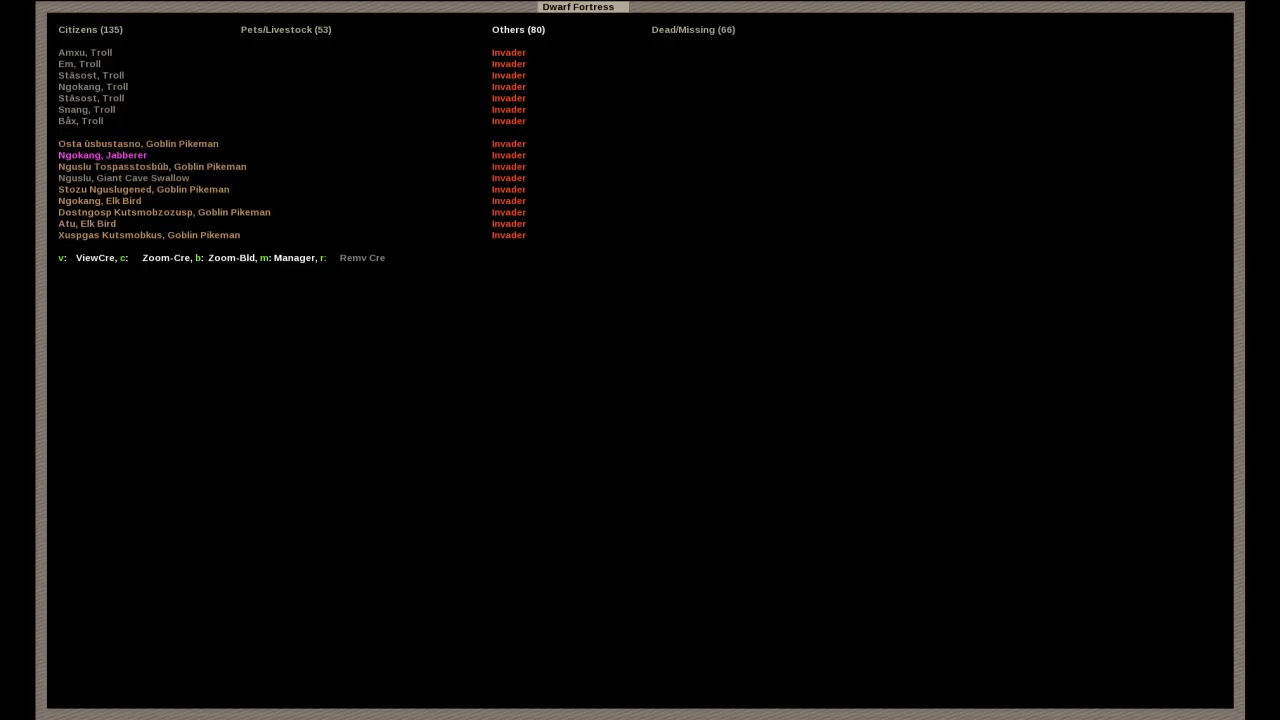 Dwarf Fortress
Citizens (135) Pets/Livestock (53) Others (80) Dead/Missing (66)
Amxu, Troll Invader
Em, Troll Invader
Ståsost, Troll Invader
Ngokang, Troll Invader
Ståsost, Troll Invader
Snang, Troll Invader
Båx, Troll Invader
Osta ûsbustasno, Goblin Pikeman Invader
Ngokang, Jabberer Invader
Nguslu Tospasstosbûb, Goblin Pikeman Invader
Nguslu, Giant Cave Swallow Invader
Stozu Nguslugened, Goblin Pikeman Invader
Ngokang, Elk Bird Invader
Dostngosp Kutsmobzozusp, Goblin Pikeman Invader
Atu, Elk Bird Invader
Xuspgas Kutsmobkus, Goblin Pikeman Invader
v: ViewCre, c: Zoom-Cre, b: Zoom-Bld, m: Manager, r: Remv Cre